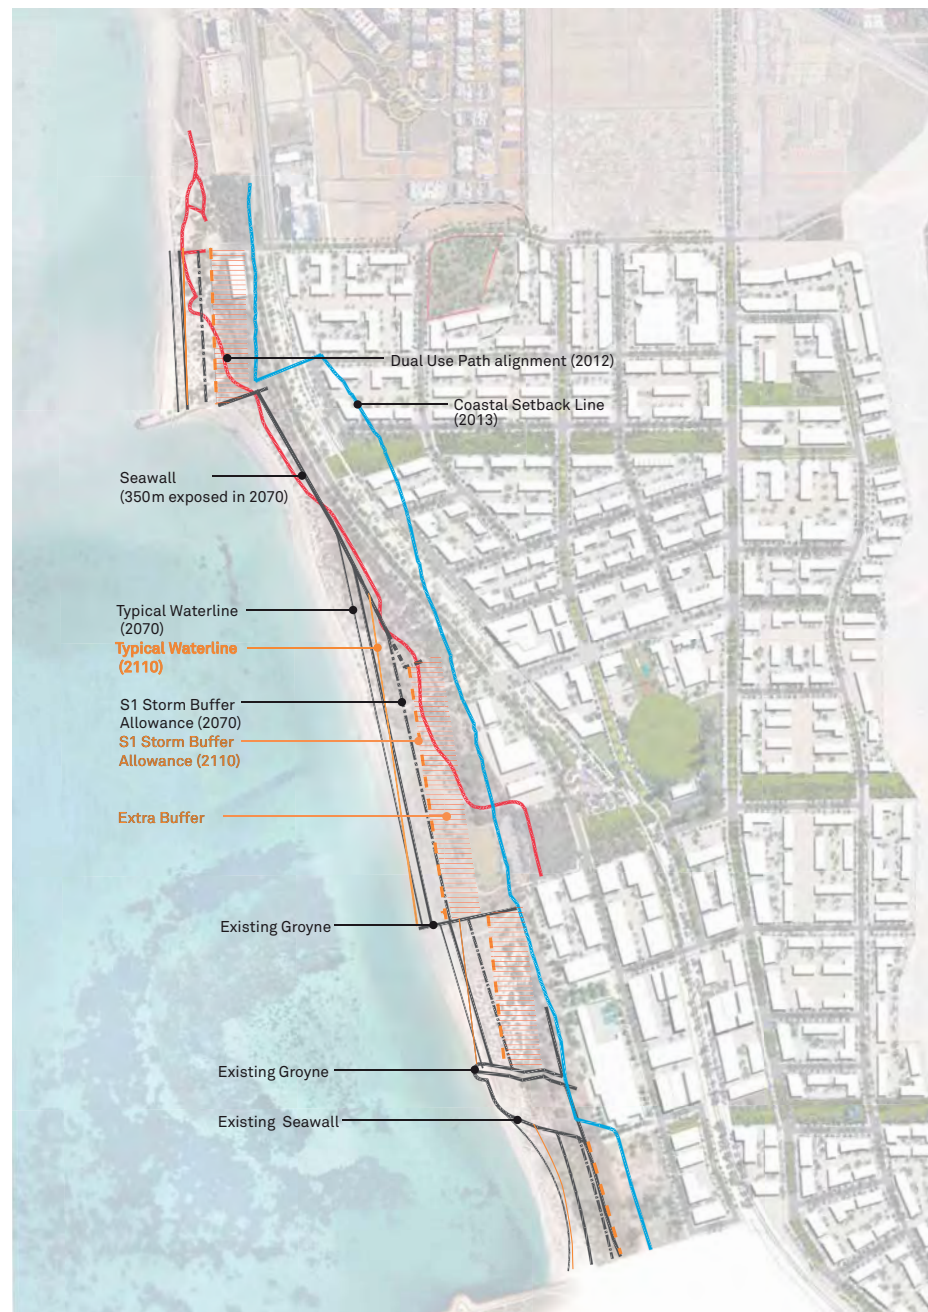 Dual Use Path alignment (2012)
Coastal Setback Line
(2013)
Seawall
(350m exposed in 2070)
Typical Waterline
(2070)
Typical Waterline
(2110)
S1 Storm Buffer
Allowance (2070)
S1 Storm Buffer
Allowance (2110)
Extra Buffer
Existing Groyne
Existing Groyne
Existing Seawall